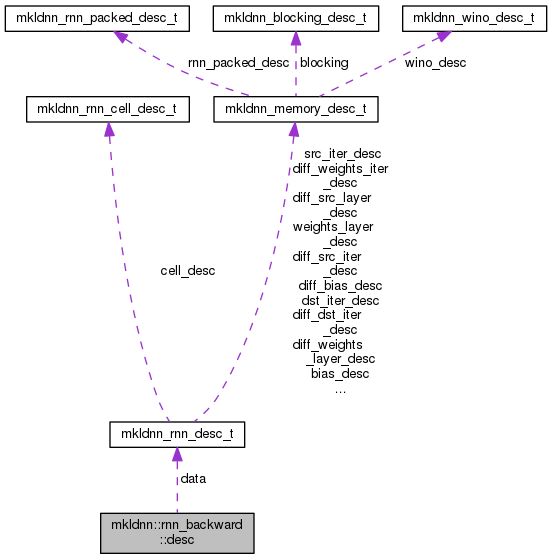 mkldnn_rnn_packed_desc_t
mkldnn_blocking_desc_t
mkldnn_wino_desc_t
rnn_packed_desc
blocking
wino_desc
mkldnn_rnn_cell_desc_t
mkldnn_memory_desc_t
src_iter_desc
diff_weights_iter
_desc
diff_src_layer
_desc
weights_layer
_desc
diff_src_iter
_desc
diff_bias_desc
dst_iter_desc
diff_dst_iter
_desc
diff_weights
_layer_desc
bias_desc
...
cell_desc
mkldnn_rnn_desc_t
data
mkldnn::rnn_backward
::desc